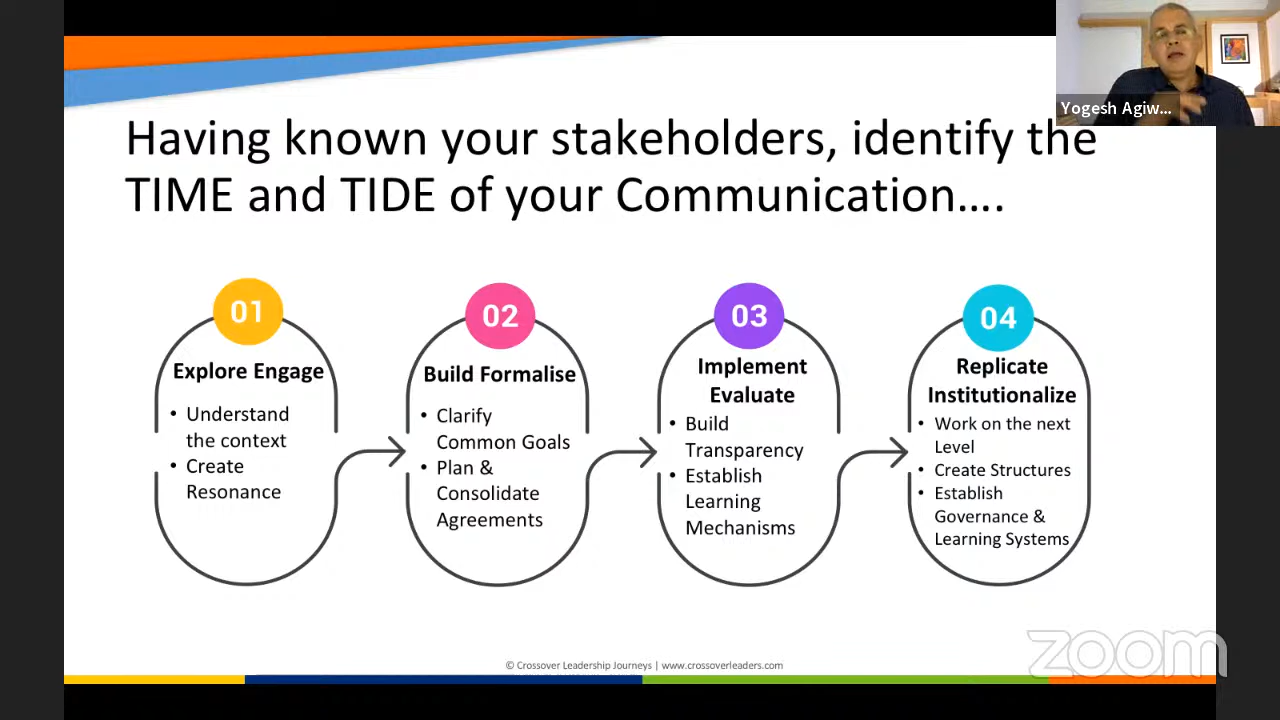 Yogesh Agiw...
Having known your stakeholders, identify the
TIME and TIDE of your Communication....
01
Explore Engage
• Understand
the context
• Create
Resonance
02
Build Formalise
• Clarify
Common Goals
• Plan &
Consolidate
Agreements
03
Implement
Evaluate
• Build
Transparency
• Establish
Learning
Mechanisms
04
Replicate
Institutionalize
• Work on the next
Level
• Create Structures
• Establish
Governance &
Learning Systems
© Crossover Leadership Journeys | www.crossoverleaders.com
zoom